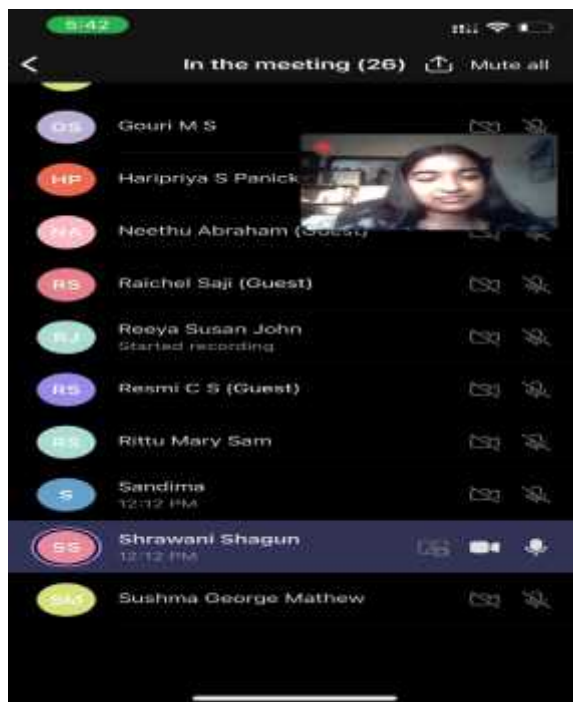 5:42
In the meeting (26) Mute all
GS Gouri M S
HP Haripriya S Panick
NA Neethu Abraham (Guest)
RS Raichel Saji (Guest)
RJ Reeya Susan John
Started recording
RS Resmi C S (Guest)
RS Rittu Mary Sam
S Sandima
12:12 PM
SS Shrawani Shagun
12:12 PM
SM Sushma George Mathew